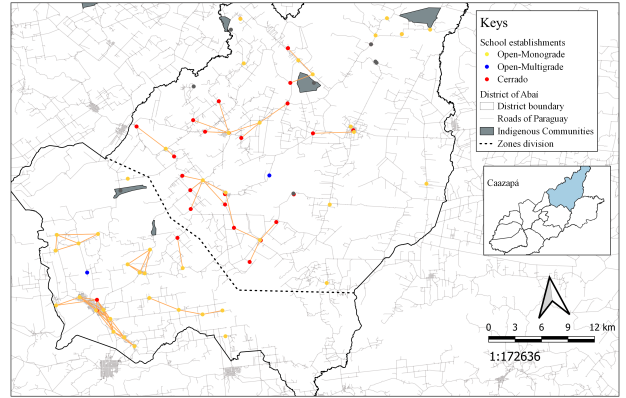 Keys
School establishments
Open-Monograde
Open-Multigrade
Cerrado
District of Abai
District boundary
Roads of Paraguay
Indigenous Communities
Zones division
Caazapá
0 3 6 9 12 km
1:172636